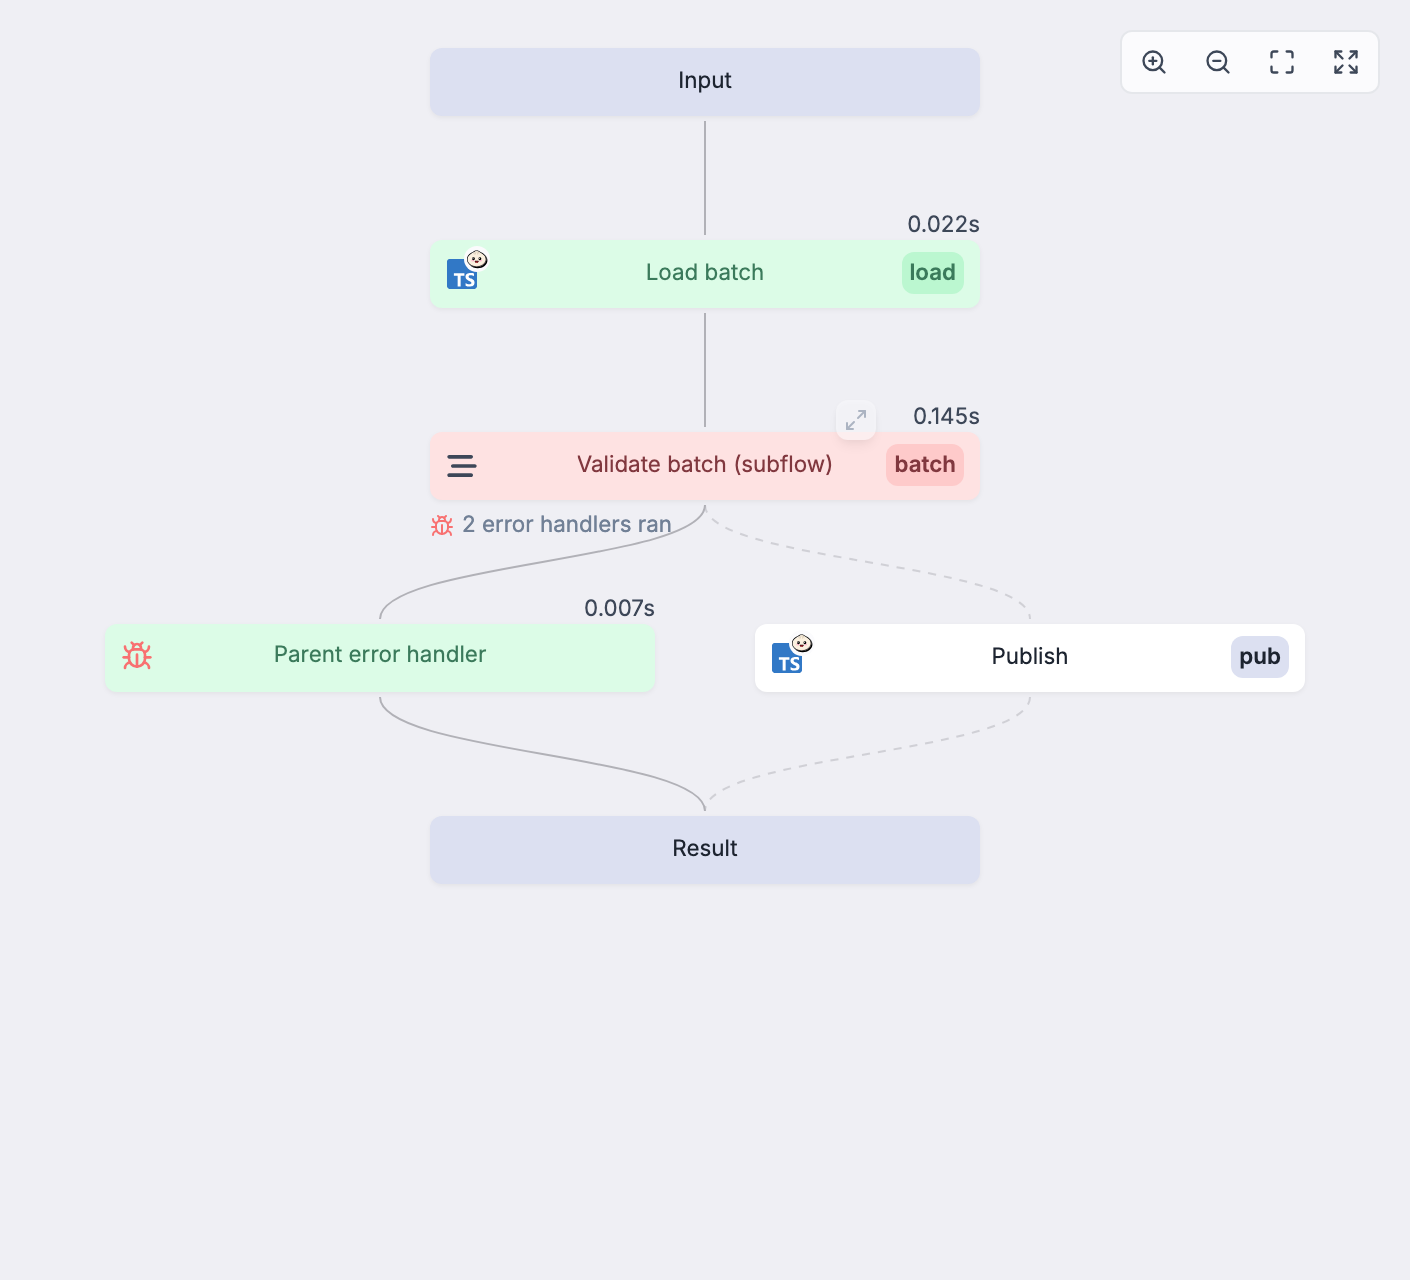 Input
0.022s
TS Load batch load
0.145s
Validate batch (subflow) batch
2 error handlers ran
0.007s
Parent error handler
TS Publish pub
Result